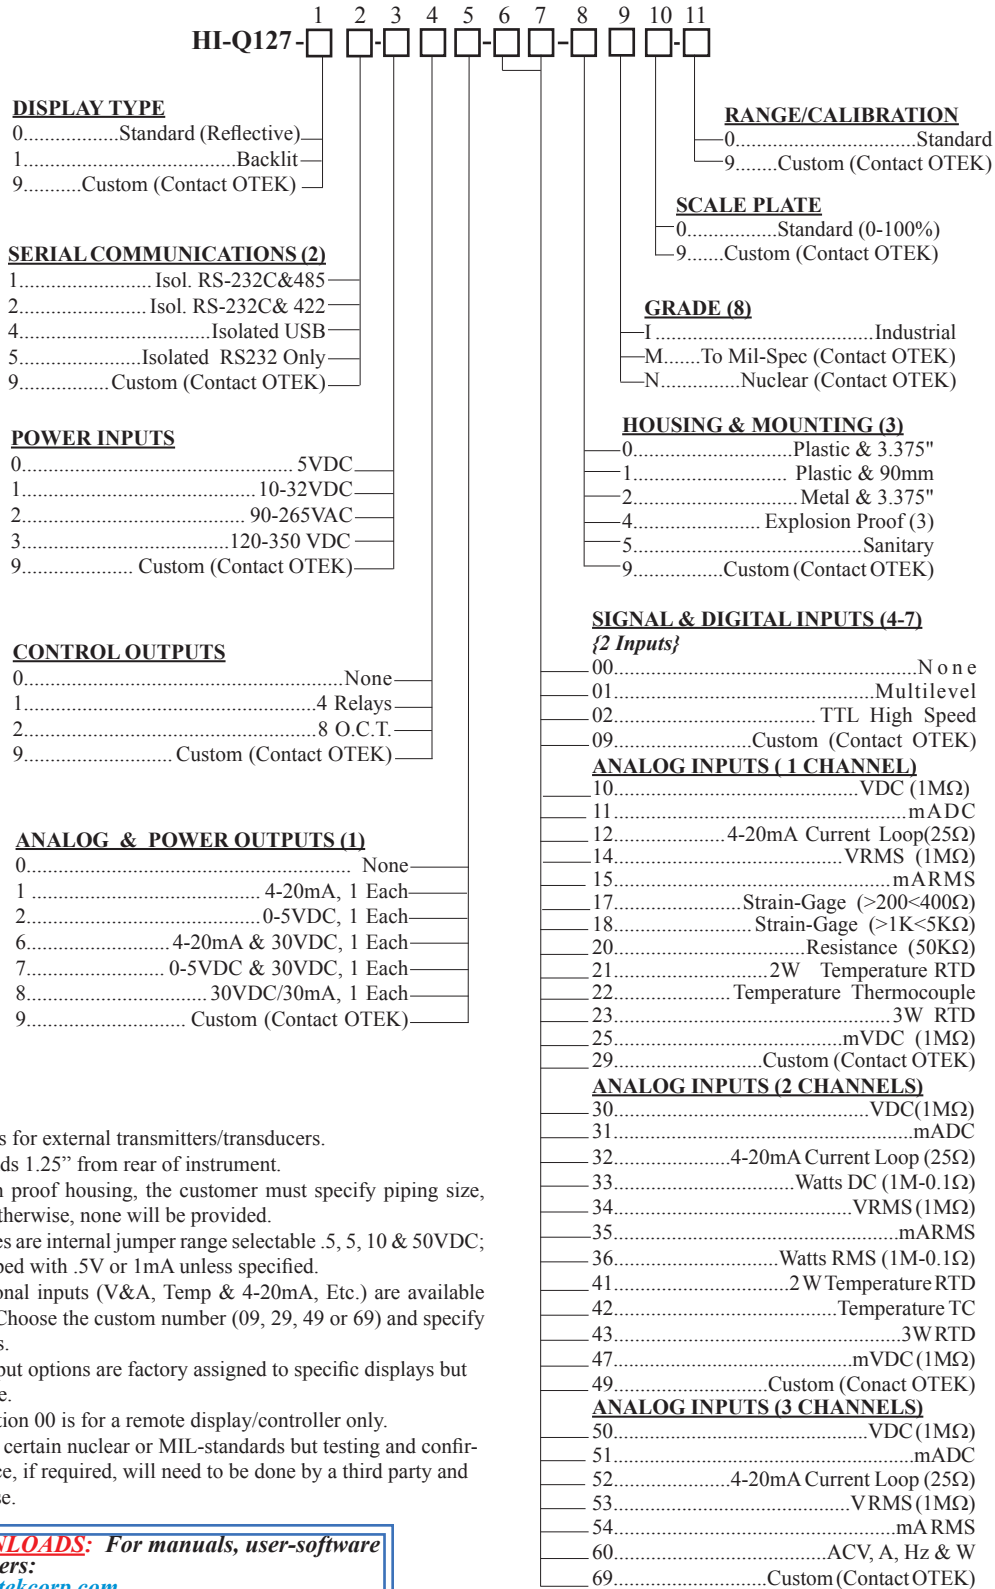 1 2 3 4 5 6 7 8 9 10 11
HI-Q127 - - - - -
DISPLAY TYPE
0..................Standard (Reflective)
1....................................Backlit
9...........Custom (Contact OTEK)
SERIAL COMMUNICATIONS (2)
1......................... Isol. RS-232C&485
2........................ Isol. RS-232C& 422
4....................................Isolated USB
5......................Isolated RS232 Only
9................Custom (Contact OTEK)
POWER INPUTS
0................................................... 5VDC
1............................................10-32VDC
2.......................................... 90-265VAC
3.......................................120-350 VDC
9..................... Custom (Contact OTEK)
CONTROL OUTPUTS
0.............................................................None
1........................................................4 Relays
2........................................................8 O.C.T.
9.............................Custom (Contact OTEK)
ANALOG & POWER OUTPUTS (1)
0.............................................................. None
1 ...........................................4-20mA, 1 Each
2............................................0-5VDC, 1 Each
6...........................4-20mA & 30VDC, 1 Each
7.......................... 0-5VDC & 30VDC, 1 Each
8.................................. 30VDC/30mA, 1 Each
9.............................. Custom (Contact OTEK)
RANGE/CALIBRATION
0...................................Standard
9........Custom (Contact OTEK)
SCALE PLATE
0.................Standard (0-100%)
9.......Custom (Contact OTEK)
GRADE (8)
I...........................................Industrial
M.......To Mil-Spec (Contact OTEK)
N...............Nuclear (Contact OTEK)
HOUSING & MOUNTING (3)
0..............................Plastic & 3.375"
1............................. Plastic & 90mm
2................................Metal & 3.375"
4........................ Explosion Proof (3)
5............................................Sanitary
9.................Custom (Contact OTEK)
SIGNAL & DIGITAL INPUTS (4-7)
{2 Inputs}
00..........................................................None
01..................................................Multilevel
02......................................TTL High Speed
09..........................Custom (Contact OTEK)
ANALOG INPUTS ( 1 CHANNEL)
10...............................................VDC (1MΩ)
11........................................................mADC
12.....................4-20mA Current Loop(25Ω)
14............................................VRMS (1MΩ)
15.....................................................mARMS
17........................Strain-Gage (>200<400Ω)
18..........................Strain-Gage (>1K<5KΩ)
20....................................Resistance (50KΩ)
21.............................2W Temperature RTD
22......................Temperature Thermocouple
23.....................................................3W RTD
25............................................mVDC (1MΩ)
29............................Custom (Contact OTEK)
ANALOG INPUTS (2 CHANNELS)
30.................................................VDC(1MΩ)
31.........................................................mADC
32......................4-20mA Current Loop (25Ω)
33..................................Watts DC (1M-0.1Ω)
34.............................................VRMS (1MΩ)
35......................................................mARMS
36...............................Watts RMS (1M-0.1Ω)
41.................................2W Temperature RTD
42..........................................Temperature TC
43.......................................................3W RTD
47.............................................mVDC (1MΩ)
49.............................Custom (Conact OTEK)
ANALOG INPUTS (3 CHANNELS)
50................................................VDC (1MΩ)
51.........................................................mADC
52......................4-20mA Current Loop (25Ω)
53.............................................VRMS (1MΩ)
54......................................................mA RMS
60.........................................ACV, A, Hz & W
69.............................Custom (Contact OTEK)
s for external transmitters/transducers.
ds 1.25” from rear of instrument.
n proof housing, the customer must specify piping size,
therwise, none will be provided.
es are internal jumper range selectable .5, 5, 10 & 50VDC;
ped with .5V or 1mA unless specified.
onal inputs (V&A, Temp & 4-20mA, Etc.) are available
Choose the custom number (09, 29, 49 or 69) and specify
s.
put options are factory assigned to specific displays but
e.
tion 00 is for a remote display/controller only.
certain nuclear or MIL-standards but testing and confir-
ce, if required, will need to be done by a third party and
se.
NLOADS: For manuals, user-software
ers:
tekcorp.com